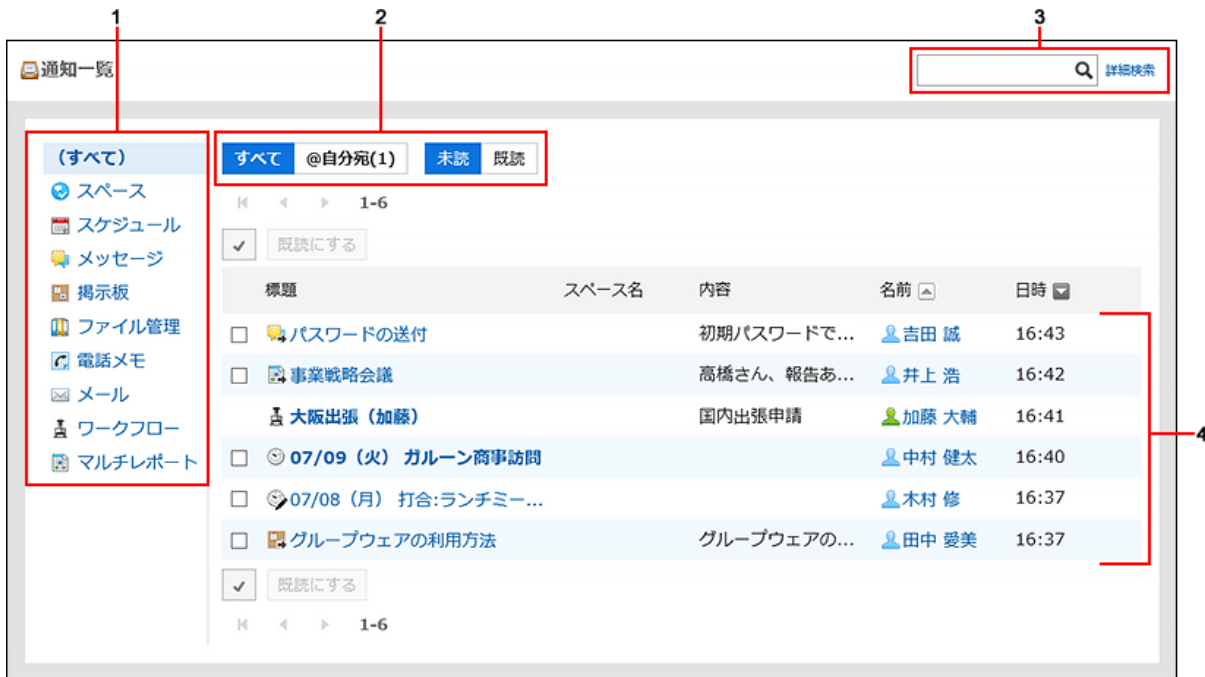 1 2 3
通知一覧 詳細検索
(すべて) すべて @自分宛(1) 未読 既読
スペース 1-6
スケジュール 既読にする
メッセージ
掲示板 標題 スペース名 内容 名前 日時
ファイル管理 パスワードの送付 初期パスワードで... 吉田 誠 16:43
電話メモ 事業戦略会議 高橋さん、報告あ... 井上 浩 16:42
メール
ワークフロー 大阪出張（加藤） 国内出張申請 加藤 大輔 16:41
4
マルチレポート 07/09（火） ガルーン商事訪問 中村 健太 16:40
07/08（月） 打合:ランチミー... 木村 修 16:37
グループウェアの利用方法 グループウェアの... 田中 愛美 16:37
既読にする
1-6